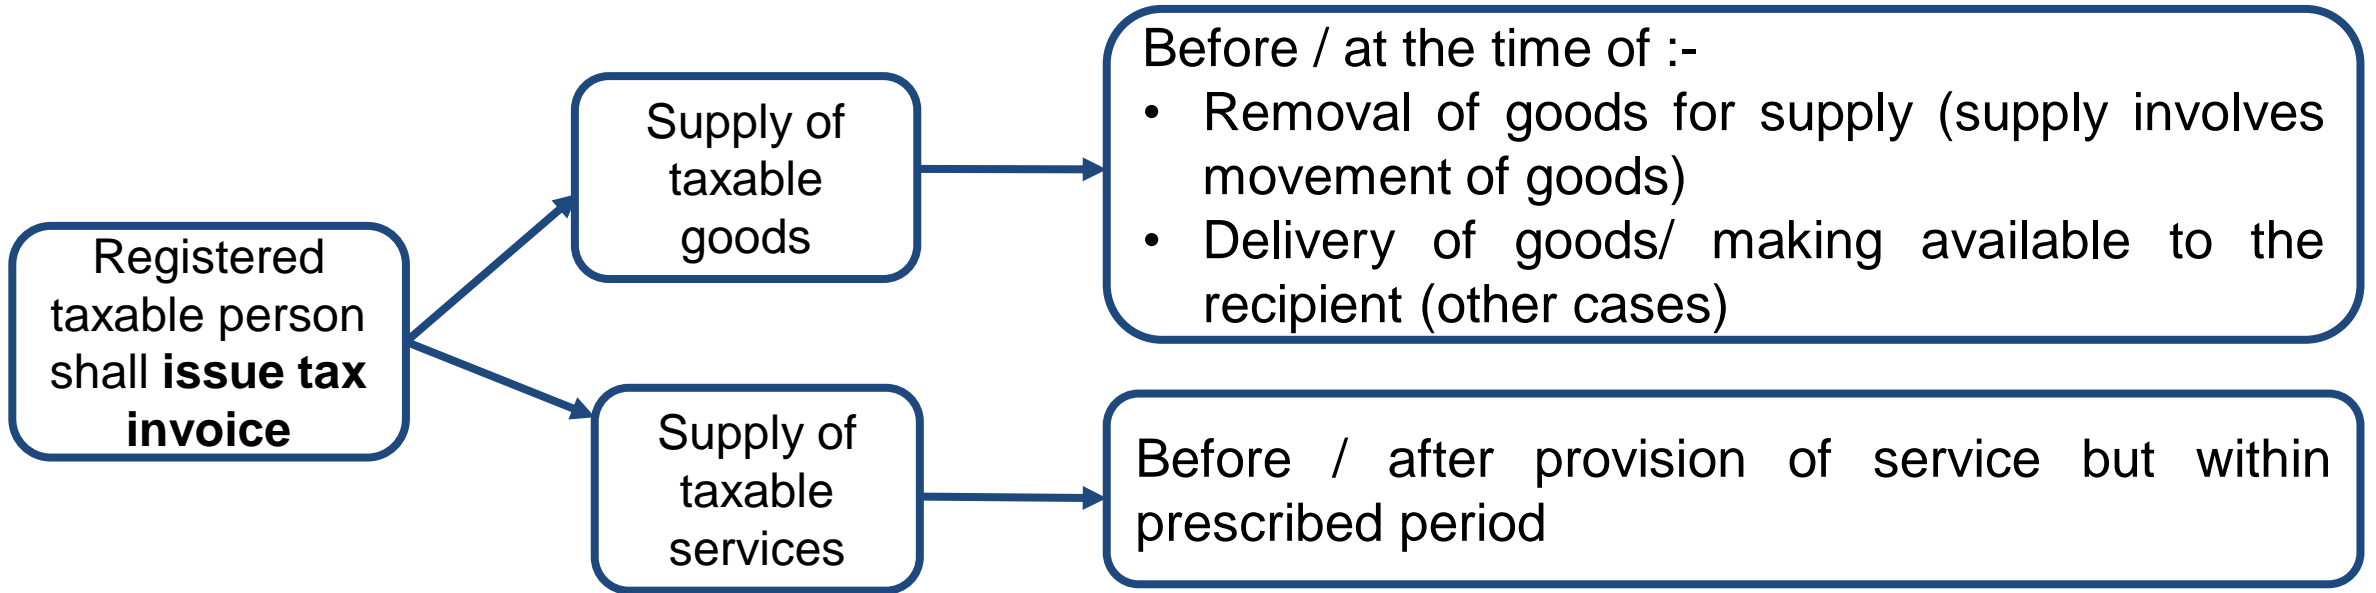 Registered
taxable person
shall issue tax
invoice
Supply of
taxable
goods
Before / at the time of :-
• Removal of goods for supply (supply involves
movement of goods)
• Delivery of goods/ making available to the
recipient (other cases)
Supply of
taxable
services
Before / after provision of service but within
prescribed period